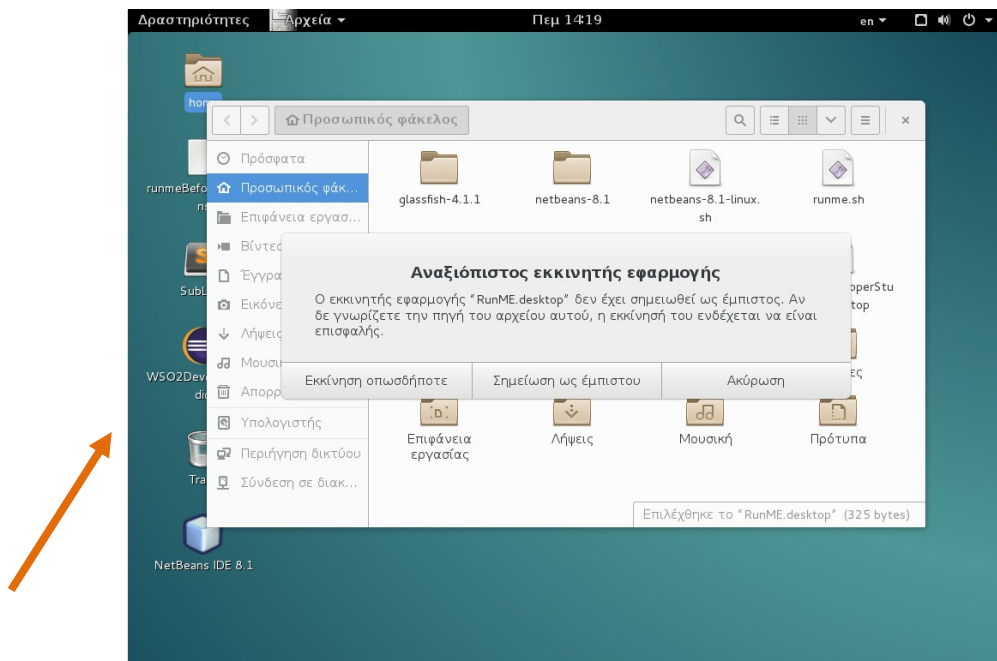 Δραστηριότητες Αρχεία Πεμ 14:19 en
Προσωπικός φάκελος
Πρόσφατα
Προσωπικός φάκ...
Επιφάνεια εργασ...
Έγγρα
Λήψεις
Μουσι
Απορρ
Υπολογιστής
Περιήγηση δικτύου
Σύνδεση σε διακ...
glassfish-4.1.1
netbeans-8.1
netbeans-8.1-linux.
sh
runme.sh
Αναξιόπιστος εκκινητής εφαρμογής
Ο εκκινητής εφαρμογής "RunME.desktop" δεν έχει σημειωθεί ως έμπιστος. Αν
δε γνωρίζετε την πηγή του αρχείου αυτού, η εκκίνησή του ενδέχεται να είναι
επισφαλής.
Εκκίνηση οπωσδήποτε
Σημείωση ως έμπιστου
Ακύρωση
Επιφάνεια
εργασίας
Λήψεις
Μουσική
Πρότυπα
Επιλέχθηκε το "RunME.desktop" (325 bytes)
NetBeans IDE 8.1